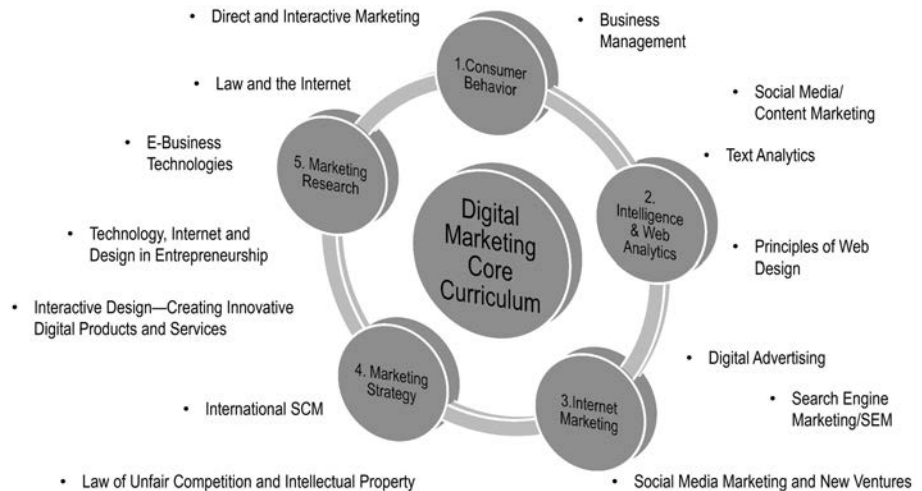 • Direct and Interactive Marketing
• Business
Management
1.Consumer
Behavior
• Law and the Internet
• Social Media/
Content Marketing
• E-Business
Technologies
5. Marketing
Research
• Text Analytics
2.
Intelligence
& Web
Analytics
Digital
Marketing
Core
Curriculum
• Technology, Internet and
Design in Entrepreneurship
• Principles of Web
Design
• Interactive Design—Creating Innovative
Digital Products and Services
4. Marketing
Strategy
• Digital Advertising
3.Internet
Marketing
• International SCM
• Search Engine
Marketing/SEM
• Law of Unfair Competition and Intellectual Property
• Social Media Marketing and New Ventures